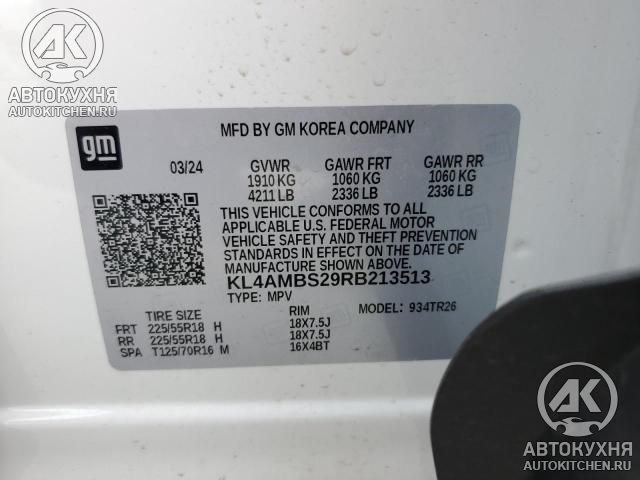 АК
АВТОКУХНЯ
AUTOKITCHEN.RU
gm
MFD BY GM KOREA COMPANY
03/24 GVWR GAWR FRT GAWR RR
1910 KG 1060 KG 1060 KG
4211 LB 2336 LB 2336 LB
THIS VEHICLE CONFORMS TO ALL
APPLICABLE U.S. FEDERAL MOTOR
VEHICLE SAFETY AND THEFT PREVENTION
STANDARDS IN EFFECT ON THE DATE OF
MANUFACTURE SHOWN ABOVE.
KL4AMBS29RB213513
TYPE: MPV MODEL: 934TR26
TIRE SIZE RIM
FRT 225/55R18 H 18X7.5J
RR 225/55R18 H 18X7.5J
SPA T125/70R16 M 16X4BT
АК
АВТОКУХНЯ
AUTOKITCHEN.RU